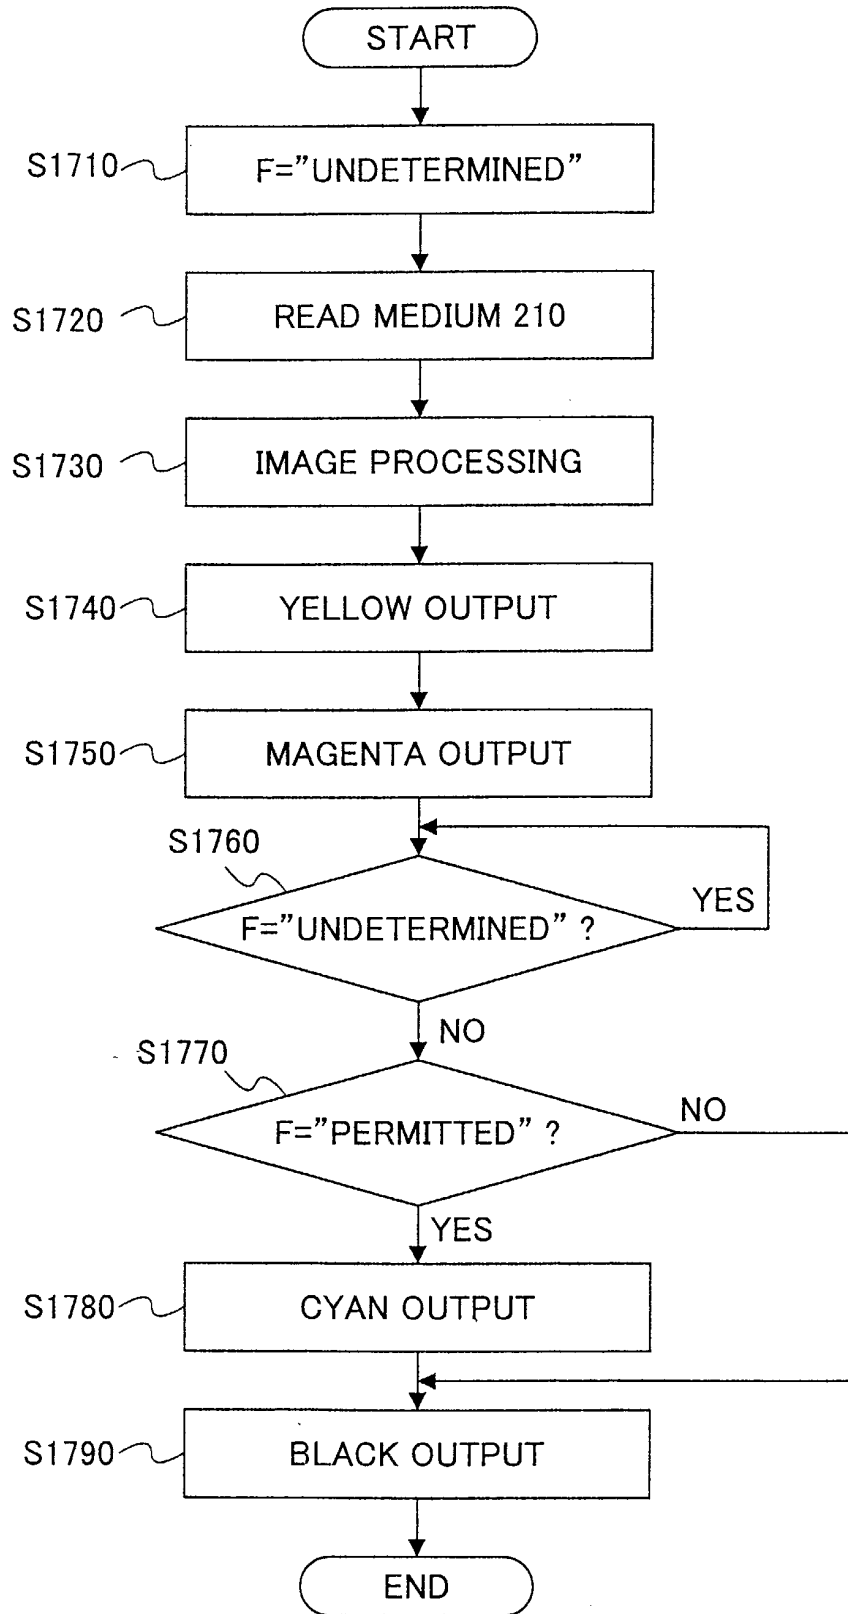 START
S1710
F="UNDETERMINED"
S1720
READ MEDIUM 210
S1730
IMAGE PROCESSING
S1740
YELLOW OUTPUT
S1750
MAGENTA OUTPUT
S1760
F="UNDETERMINED" ?
YES
NO
S1770
F="PERMITTED" ?
NO
YES
S1780
CYAN OUTPUT
S1790
BLACK OUTPUT
END